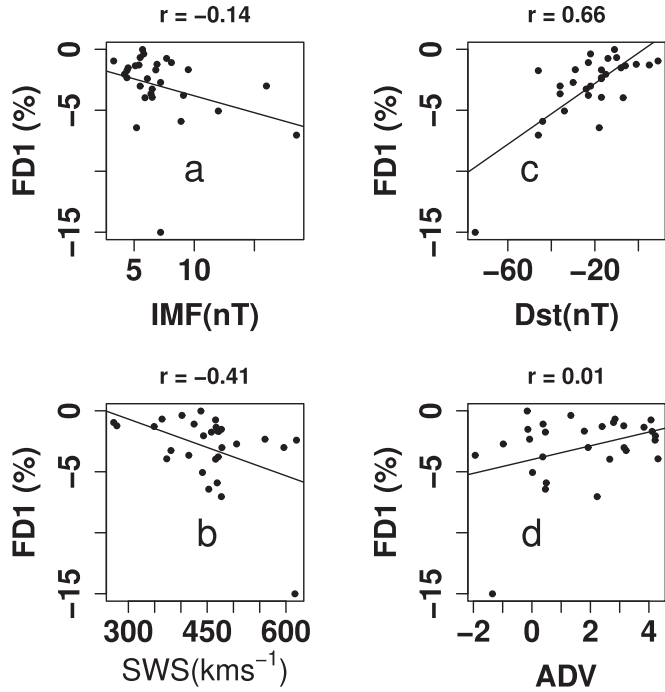 r = −0.14
0
−5
−15
FD1 (%)
a
5 10
IMF(nT)
r = 0.66
0
−5
−15
FD1 (%)
c
−60 −20
Dst(nT)
r = −0.41
0
−5
−15
FD1 (%)
b
300 450 600
SWS(kms⁻¹)
r = 0.01
0
−5
−15
FD1 (%)
d
−2 0 2 4
ADV